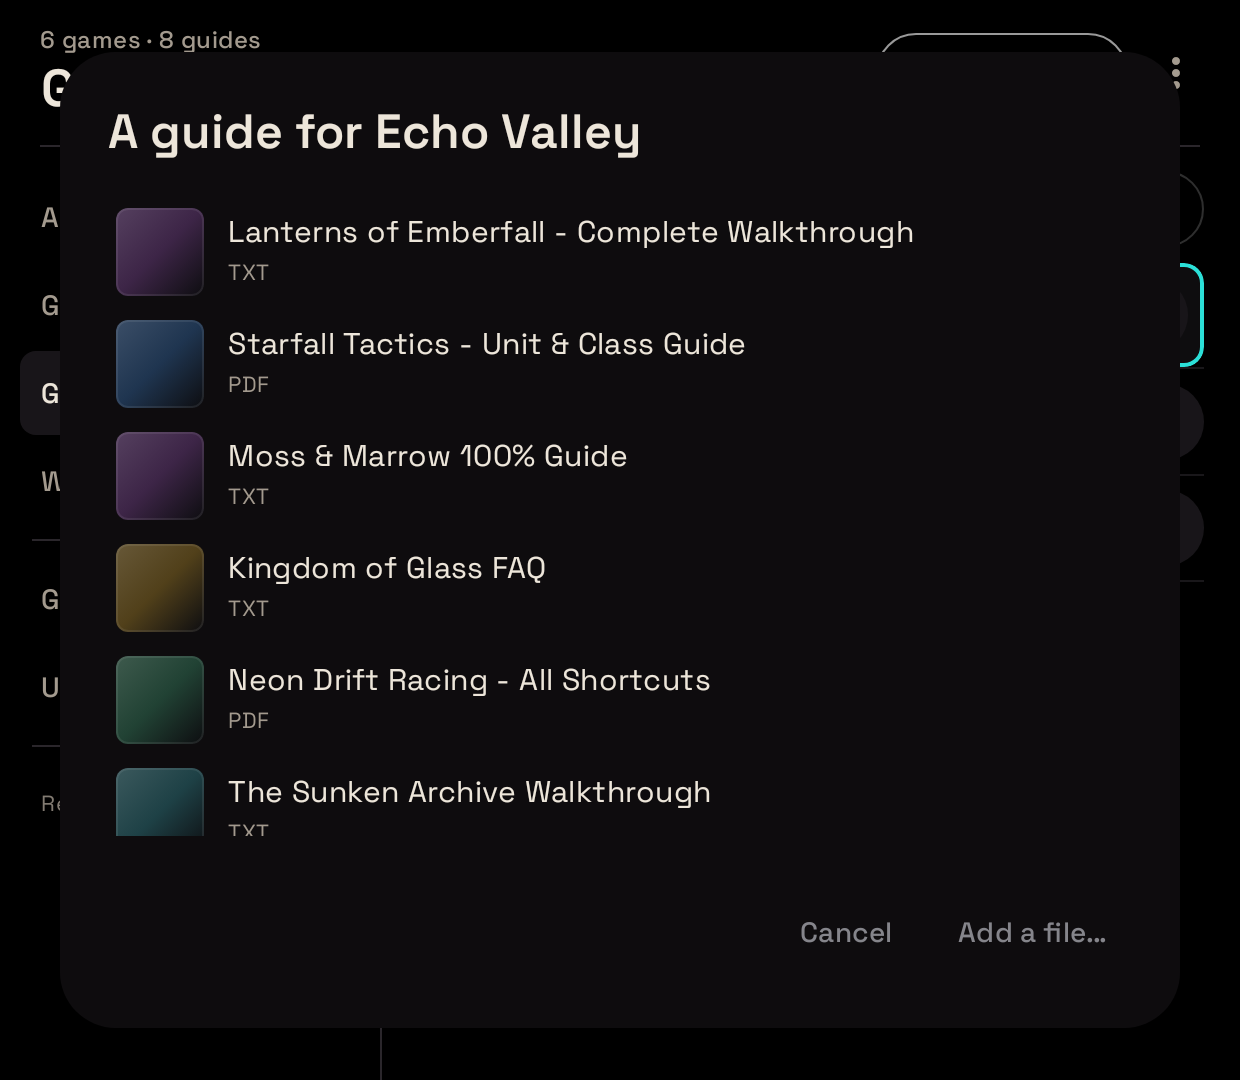 6 games · 8 guides
G
A guide for Echo Valley
A
Lanterns of Emberfall - Complete Walkthrough
TXT
G
Starfall Tactics - Unit & Class Guide
PDF
G
Moss & Marrow 100% Guide
W
TXT
Kingdom of Glass FAQ
G
TXT
Neon Drift Racing - All Shortcuts
U
PDF
The Sunken Archive Walkthrough
Re
TXT
Cancel
Add a file...